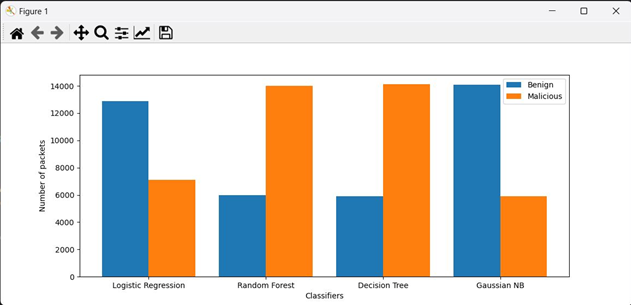 Figure 1
Benign
Malicious
14000
12000
10000
8000
6000
4000
2000
0
Number of packets
Logistic Regression Random Forest Decision Tree Gaussian NB
Classifiers